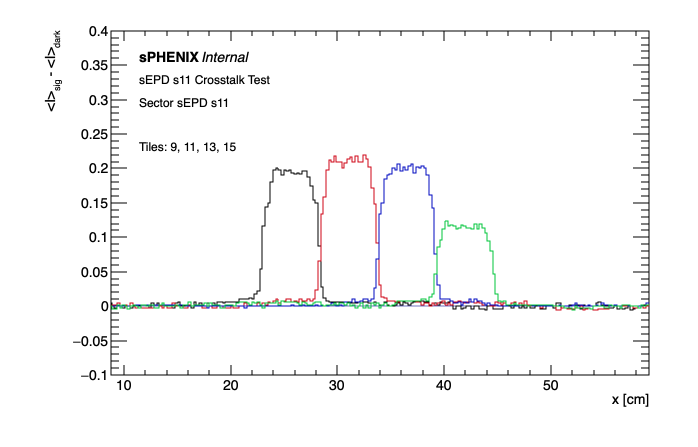 0.4
<I>sig - <I>dark
sPHENIX Internal
0.35
sEPD s11 Crosstalk Test
0.3
Sector sEPD s11
0.25
Tiles: 9, 11, 13, 15
0.2
0.15
0.1
0.05
0
−0.05
−0.1
10 20 30 40 50
x [cm]